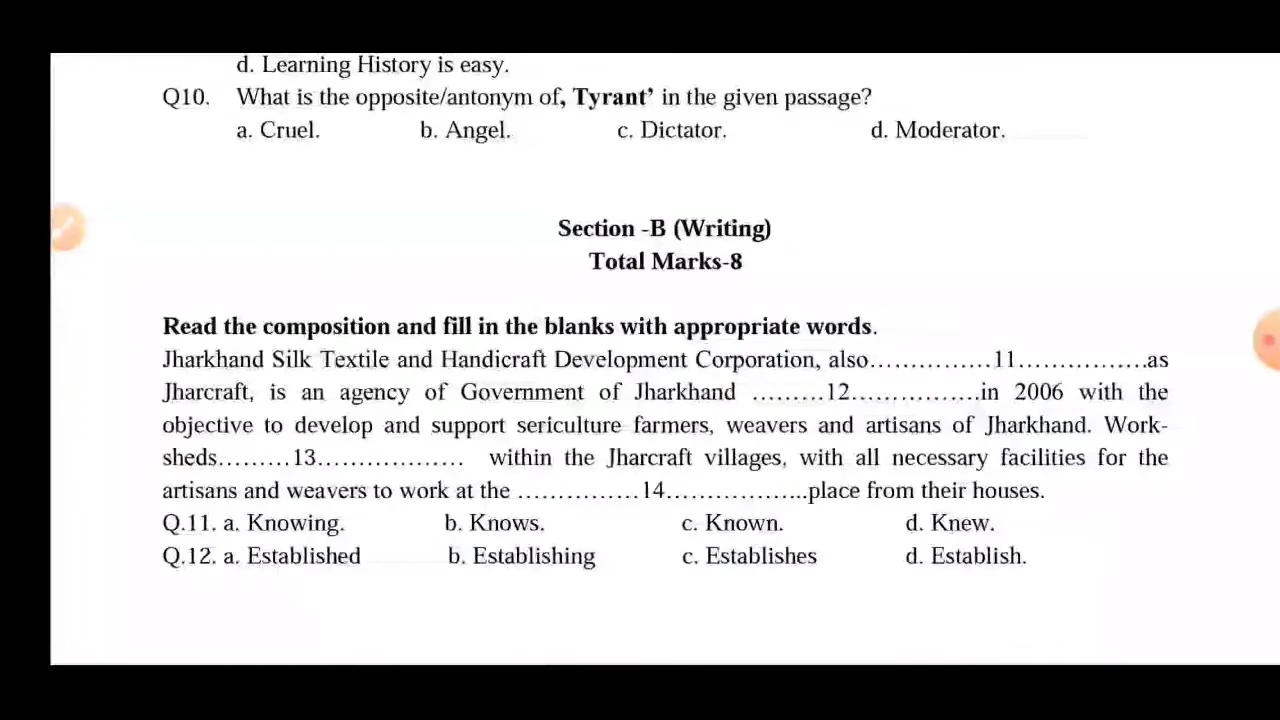 d. Learning History is easy.
Q10. What is the opposite/antonym of, Tyrant’ in the given passage?
a. Cruel. b. Angel. c. Dictator. d. Moderator.
Section -B (Writing)
Total Marks-8
Read the composition and fill in the blanks with appropriate words.
Jharkhand Silk Textile and Handicraft Development Corporation, also……………11…………….as
Jharcraft, is an agency of Government of Jharkhand ………12…………….in 2006 with the
objective to develop and support sericulture farmers, weavers and artisans of Jharkhand. Work-
sheds………13……………… within the Jharcraft villages, with all necessary facilities for the
artisans and weavers to work at the ……………14……………..place from their houses.
Q.11. a. Knowing. b. Knows. c. Known. d. Knew.
Q.12. a. Established b. Establishing c. Establishes d. Establish.